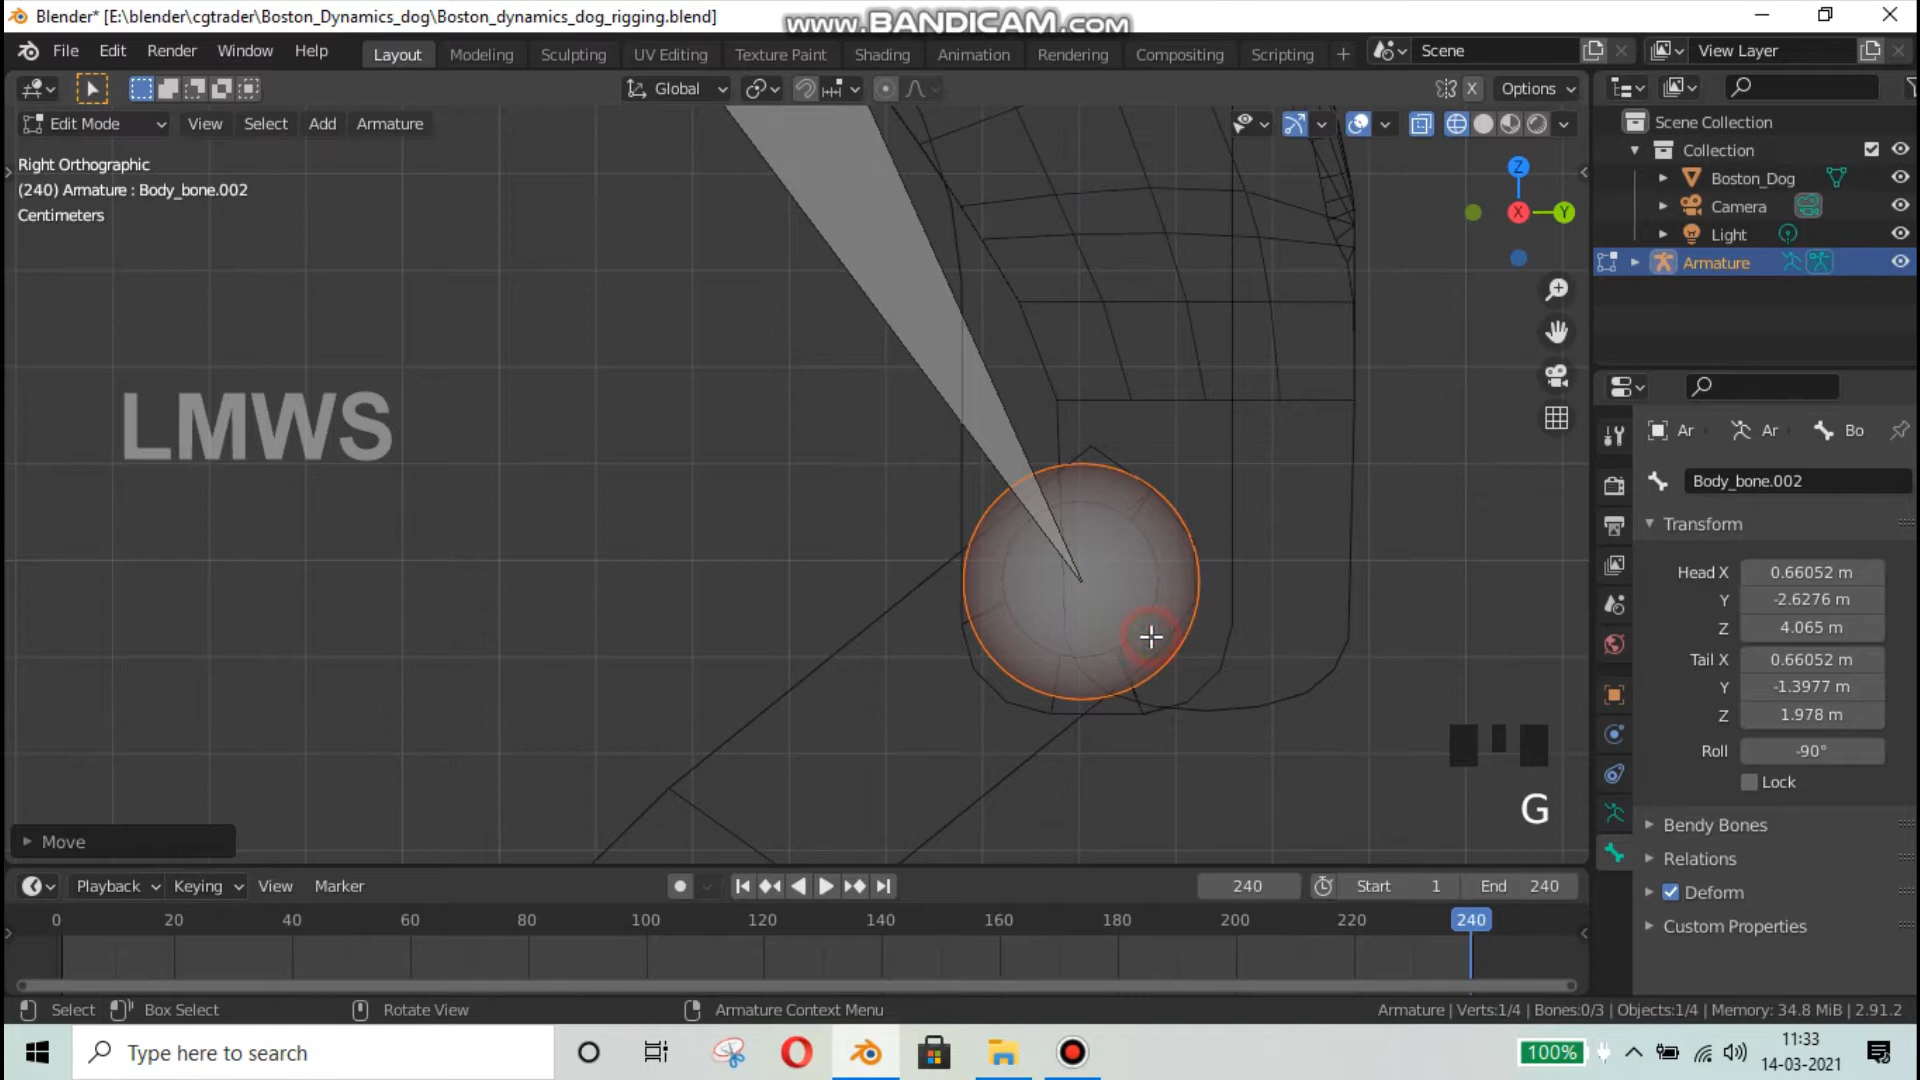 Blender* [E:\blender\cgtrader\Boston_Dynamics_dog\Boston_dynamics_dog_rigging.blend]
www.BANDICAM.com
File Edit Render Window Help
Layout Modeling Sculpting UV Editing Texture Paint Shading Animation Rendering Compositing Scripting +
Scene
View Layer
Global
X
Options
Edit Mode View Select Add Armature
Right Orthographic
(240) Armature : Body_bone.002
Centimeters
Z
X
Y
LMWS
G
Move
Scene Collection
Collection
Boston_Dog
Camera
Light
Armature
Ar Ar Bo
Body_bone.002
Transform
Head X 0.66052 m
Y -2.6276 m
Z 4.065 m
Tail X 0.66052 m
Y -1.3977 m
Z 1.978 m
Roll -90°
Lock
Bendy Bones
Relations
Deform
Custom Properties
Playback Keying View Marker
240 Start 1 End 240
0 20 40 60 80 100 120 140 160 180 200 220 240
Select Box Select Rotate View Armature Context Menu
Armature | Verts:1/4 | Bones:0/3 | Objects:1/4 | Memory: 34.8 MiB | 2.91.2
Type here to search
100%
11:33
14-03-2021